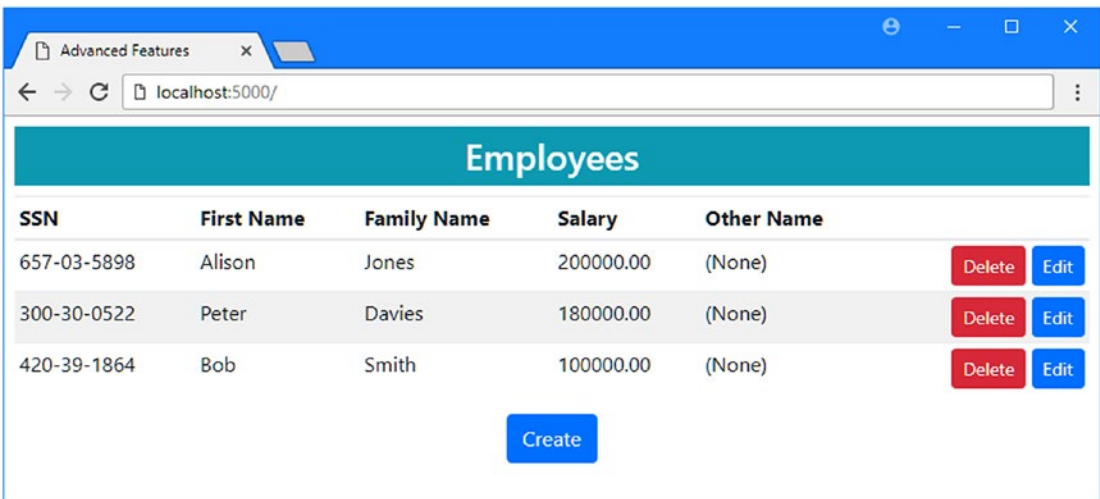 Advanced Features
localhost:5000/
Employees
SSN First Name Family Name Salary Other Name
657-03-5898 Alison Jones 200000.00 (None) Delete Edit
300-30-0522 Peter Davies 180000.00 (None) Delete Edit
420-39-1864 Bob Smith 100000.00 (None) Delete Edit
Create